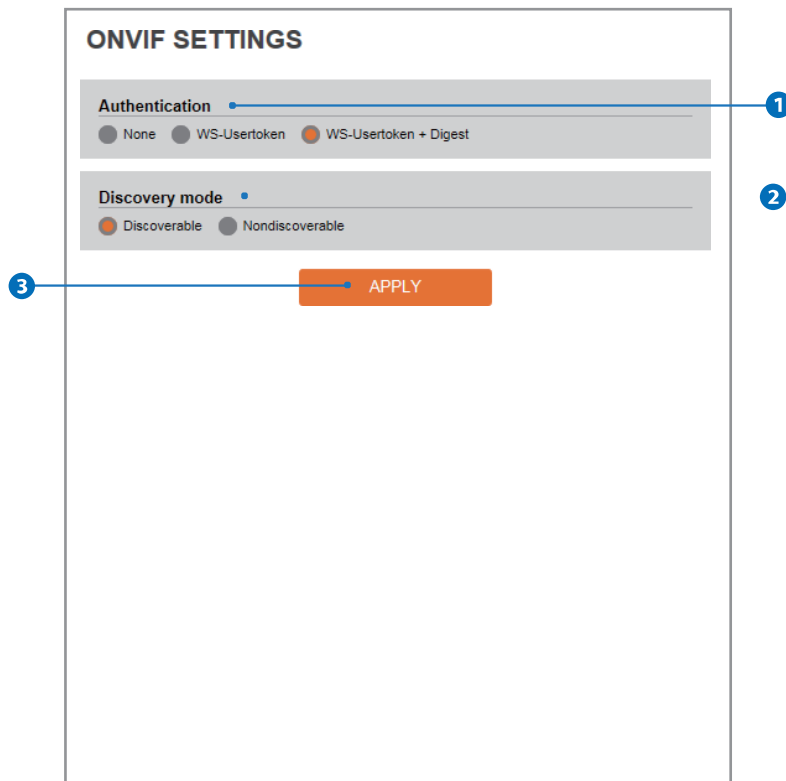 ONVIF SETTINGS
Authentication 1
None WS-Usertoken WS-Usertoken + Digest
Discovery mode 2
Discoverable Nondiscoverable
3 APPLY